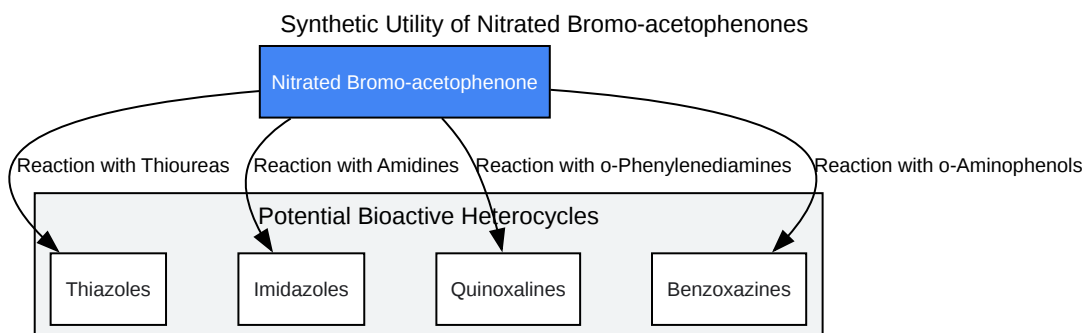 Synthetic Utility of Nitrated Bromo-acetophenones
Nitrated Bromo-acetophenone
Reaction with Thioureas
Reaction with Amidines
Reaction with o-Phenylenediamines
Reaction with o-Aminophenols
Potential Bioactive Heterocycles
Thiazoles
Imidazoles
Quinoxalines
Benzoxazines